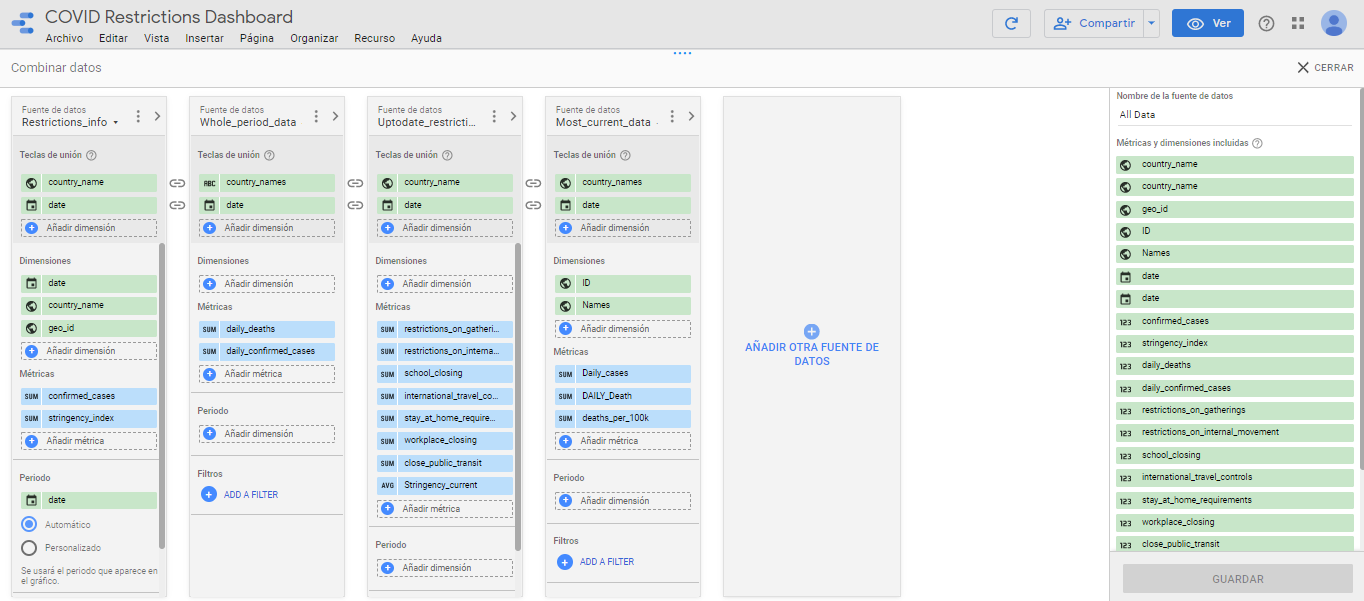 COVID Restrictions Dashboard
Archivo Editar Vista Insertar Página Organizar Recurso Ayuda
Compartir
Ver
Combinar datos
CERRAR
Fuente de datos
Restrictions_info
Teclas de unión
country_name
date
Añadir dimensión
Dimensiones
date
country_name
geo_id
Añadir dimensión
Métricas
SUM confirmed_cases
SUM stringency_index
Añadir métrica
Periodo
date
Automático
Personalizado
Se usará el periodo que aparece en
el gráfico.
Fuente de datos
Whole_period_data
Teclas de unión
ABC country_names
date
Añadir dimensión
Dimensiones
Añadir dimensión
Métricas
SUM daily_deaths
SUM daily_confirmed_cases
Añadir métrica
Periodo
Añadir dimensión
Filtros
ADD A FILTER
Fuente de datos
Uptodate_restricti...
Teclas de unión
country_name
date
Añadir dimensión
Dimensiones
Añadir dimensión
Métricas
SUM restrictions_on_gatheri...
SUM restrictions_on_interna...
SUM school_closing
SUM international_travel_co...
SUM stay_at_home_require...
SUM workplace_closing
SUM close_public_transit
AVG Stringency_current
Añadir métrica
Periodo
Añadir dimensión
Fuente de datos
Most_current_data
Teclas de unión
country_names
date
Añadir dimensión
Dimensiones
ID
Names
Añadir dimensión
Métricas
SUM Daily_cases
SUM DAILY_Death
SUM deaths_per_100k
Añadir métrica
Periodo
Añadir dimensión
Filtros
ADD A FILTER
AÑADIR OTRA FUENTE DE
DATOS
Nombre de la fuente de datos
All Data
Métricas y dimensiones incluidas
country_name
country_name
geo_id
ID
Names
date
date
123 confirmed_cases
123 stringency_index
123 daily_deaths
123 daily_confirmed_cases
123 restrictions_on_gatherings
123 restrictions_on_internal_movement
123 school_closing
123 international_travel_controls
123 stay_at_home_requirements
123 workplace_closing
123 close_public_transit
GUARDAR